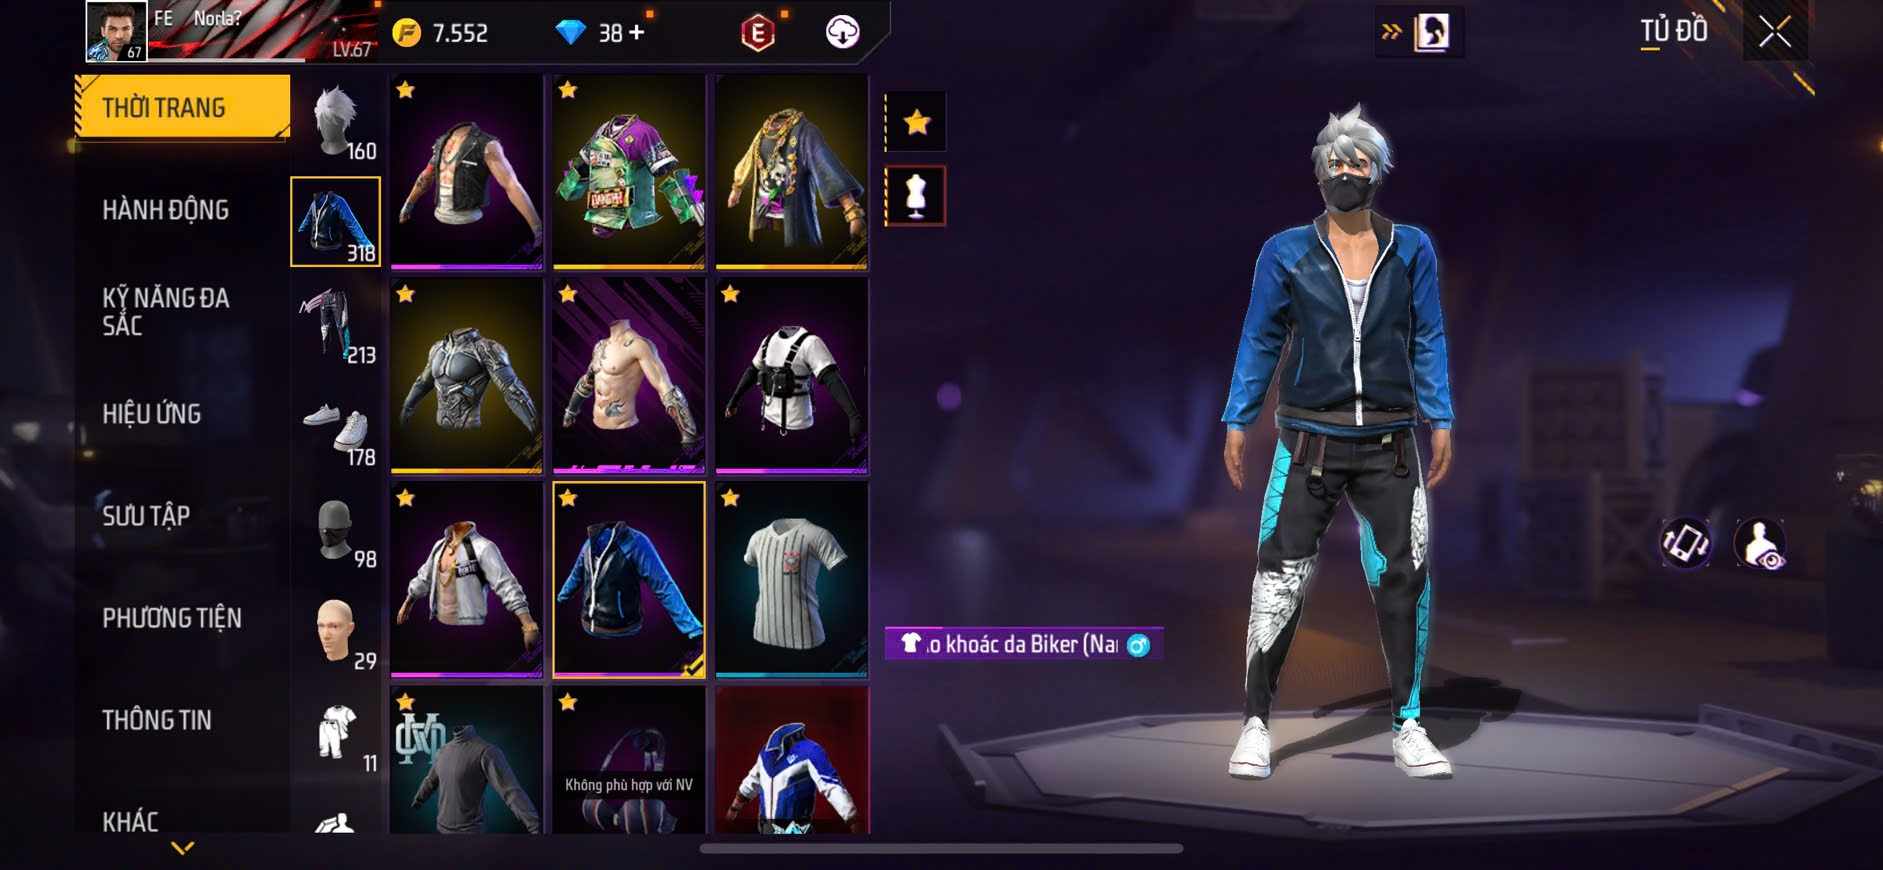 FE Norla?
67
LV.67
7.552
38 +
E
TỦ ĐỒ
THỜI TRANG
HÀNH ĐỘNG
KỸ NĂNG ĐA
SẮC
HIỆU ỨNG
SƯU TẬP
PHƯƠNG TIỆN
THÔNG TIN
KHÁC
160
318
213
178
98
29
11
Không phù hợp với NV
o khoác da Biker (Na